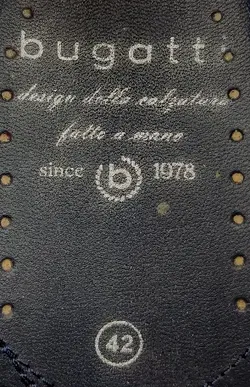 bugatti
design della calzatura
fatto a mano
since b 1978
42